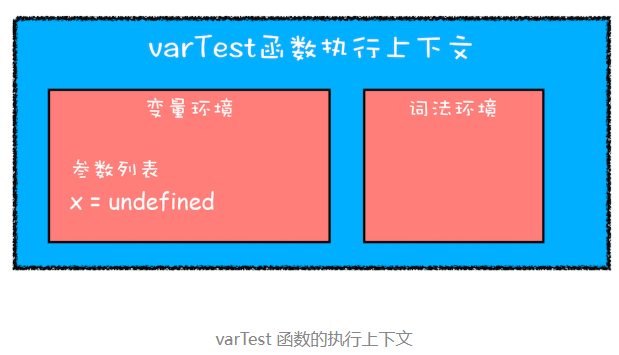 varTest函数执行上下文
变量环境
词法环境
参数列表
x = undefined
varTest 函数的执行上下文